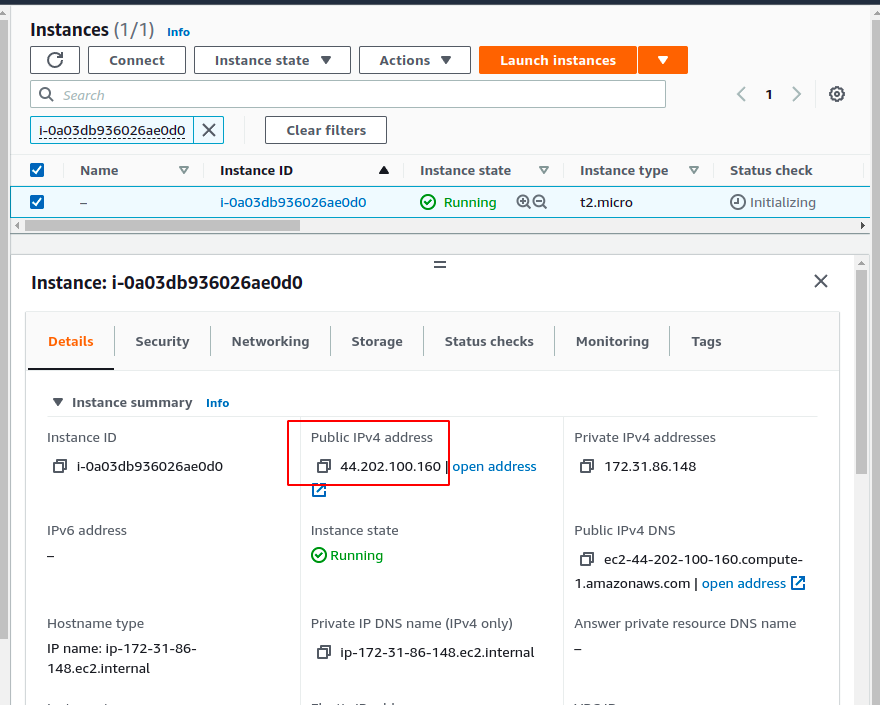 Instances (1/1) Info
Connect Instance state Actions Launch instances
Search 1
i-0a03db936026ae0d0 Clear filters
Name Instance ID Instance state Instance type Status check
– i-0a03db936026ae0d0 Running t2.micro Initializing
Instance: i-0a03db936026ae0d0
Details Security Networking Storage Status checks Monitoring Tags
Instance summary Info
Instance ID
i-0a03db936026ae0d0
Public IPv4 address
44.202.100.160 | open address
Private IPv4 addresses
172.31.86.148
IPv6 address
–
Instance state
Running
Public IPv4 DNS
ec2-44-202-100-160.compute-
1.amazonaws.com | open address
Hostname type
IP name: ip-172-31-86-
148.ec2.internal
Private IP DNS name (IPv4 only)
ip-172-31-86-148.ec2.internal
Answer private resource DNS name
–